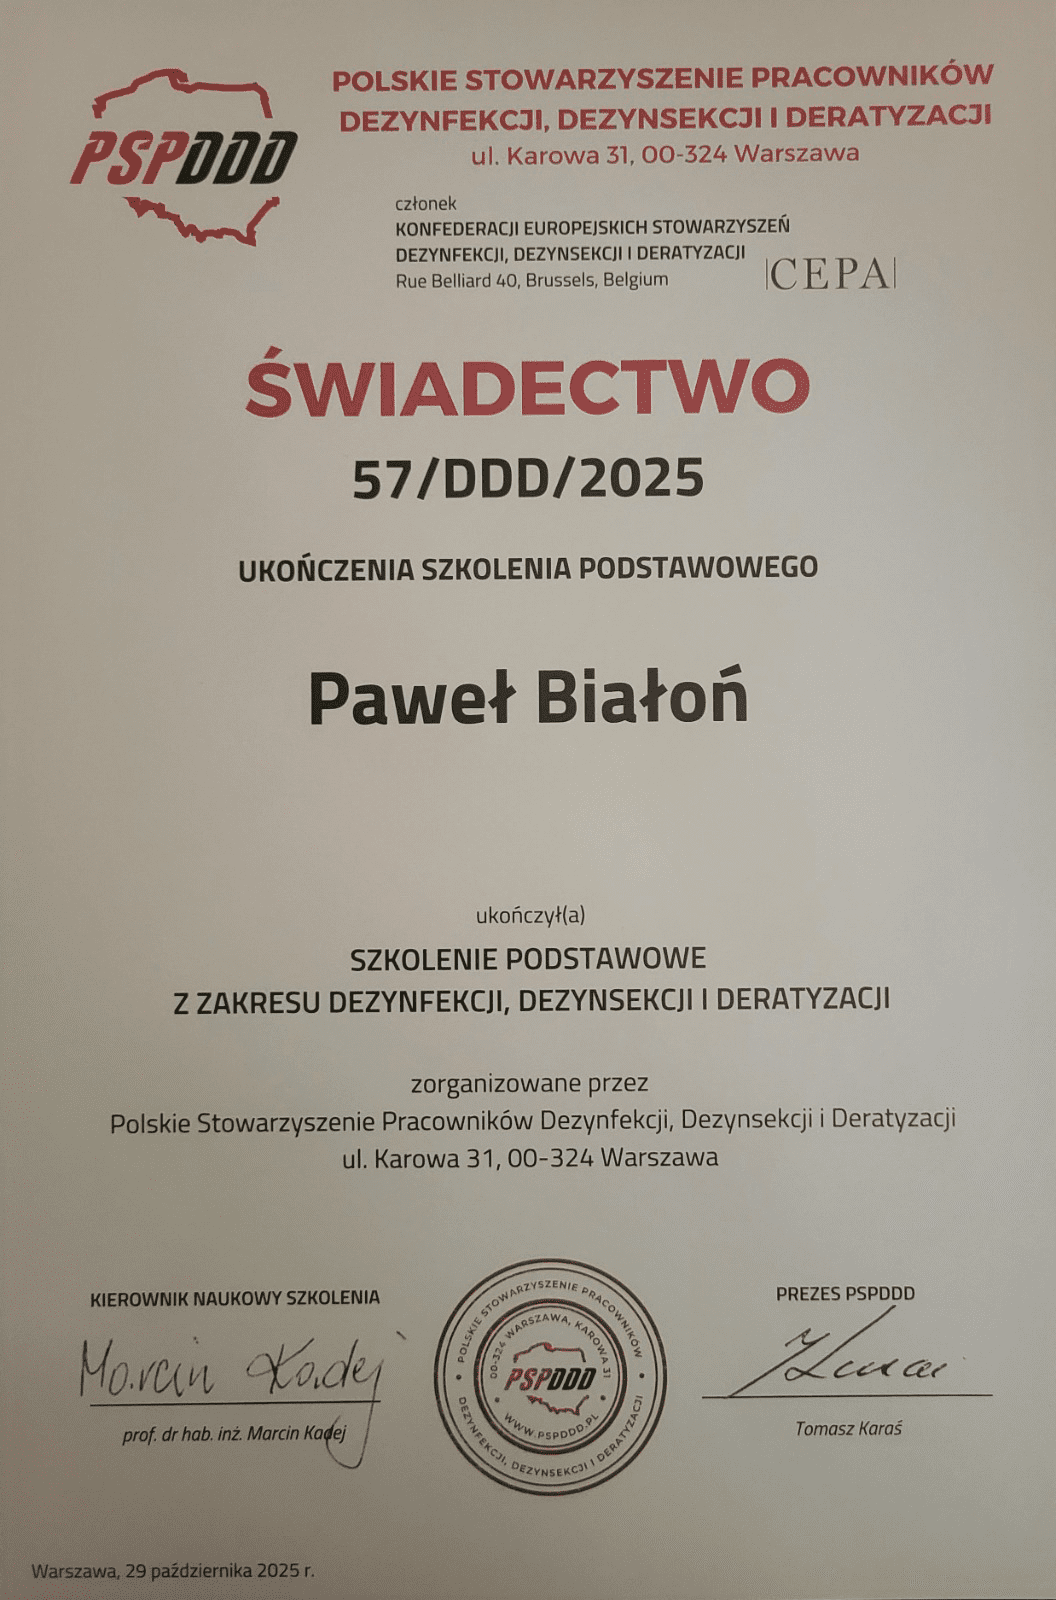 PSPDDD
POLSKIE STOWARZYSZENIE PRACOWNIKÓW
DEZYNFEKCJI, DEZYNSEKCJI I DERATYZACJI
ul. Karowa 31, 00-324 Warszawa
członek
KONFEDERACJI EUROPEJSKICH STOWARZYSZEŃ
DEZYNFEKCJI, DEZYNSEKCJI I DERATYZACJI
Rue Belliard 40, Brussels, Belgium
|CEPA|
ŚWIADECTWO
57/DDD/2025
UKOŃCZENIA SZKOLENIA PODSTAWOWEGO
Paweł Białoń
ukończył(a)
SZKOLENIE PODSTAWOWE
Z ZAKRESU DEZYNFEKCJI, DEZYNSEKCJI I DERATYZACJI
zorganizowane przez
Polskie Stowarzyszenie Pracowników Dezynfekcji, Dezynsekcji i Deratyzacji
ul. Karowa 31, 00-324 Warszawa
KIEROWNIK NAUKOWY SZKOLENIA
Marcin Kadej
prof. dr hab. inż. Marcin Kadej
POLSKIE STOWARZYSZENIE PRACOWNIKÓW
DEZYNFEKCJI, DEZYNSEKCJI I DERATYZACJI
00-324 WARSZAWA, KAROWA 31
PSPDDD
WWW.PSPDDD.PL
PREZES PSPDDD
Tomasz Karaś
Warszawa, 29 października 2025 r.